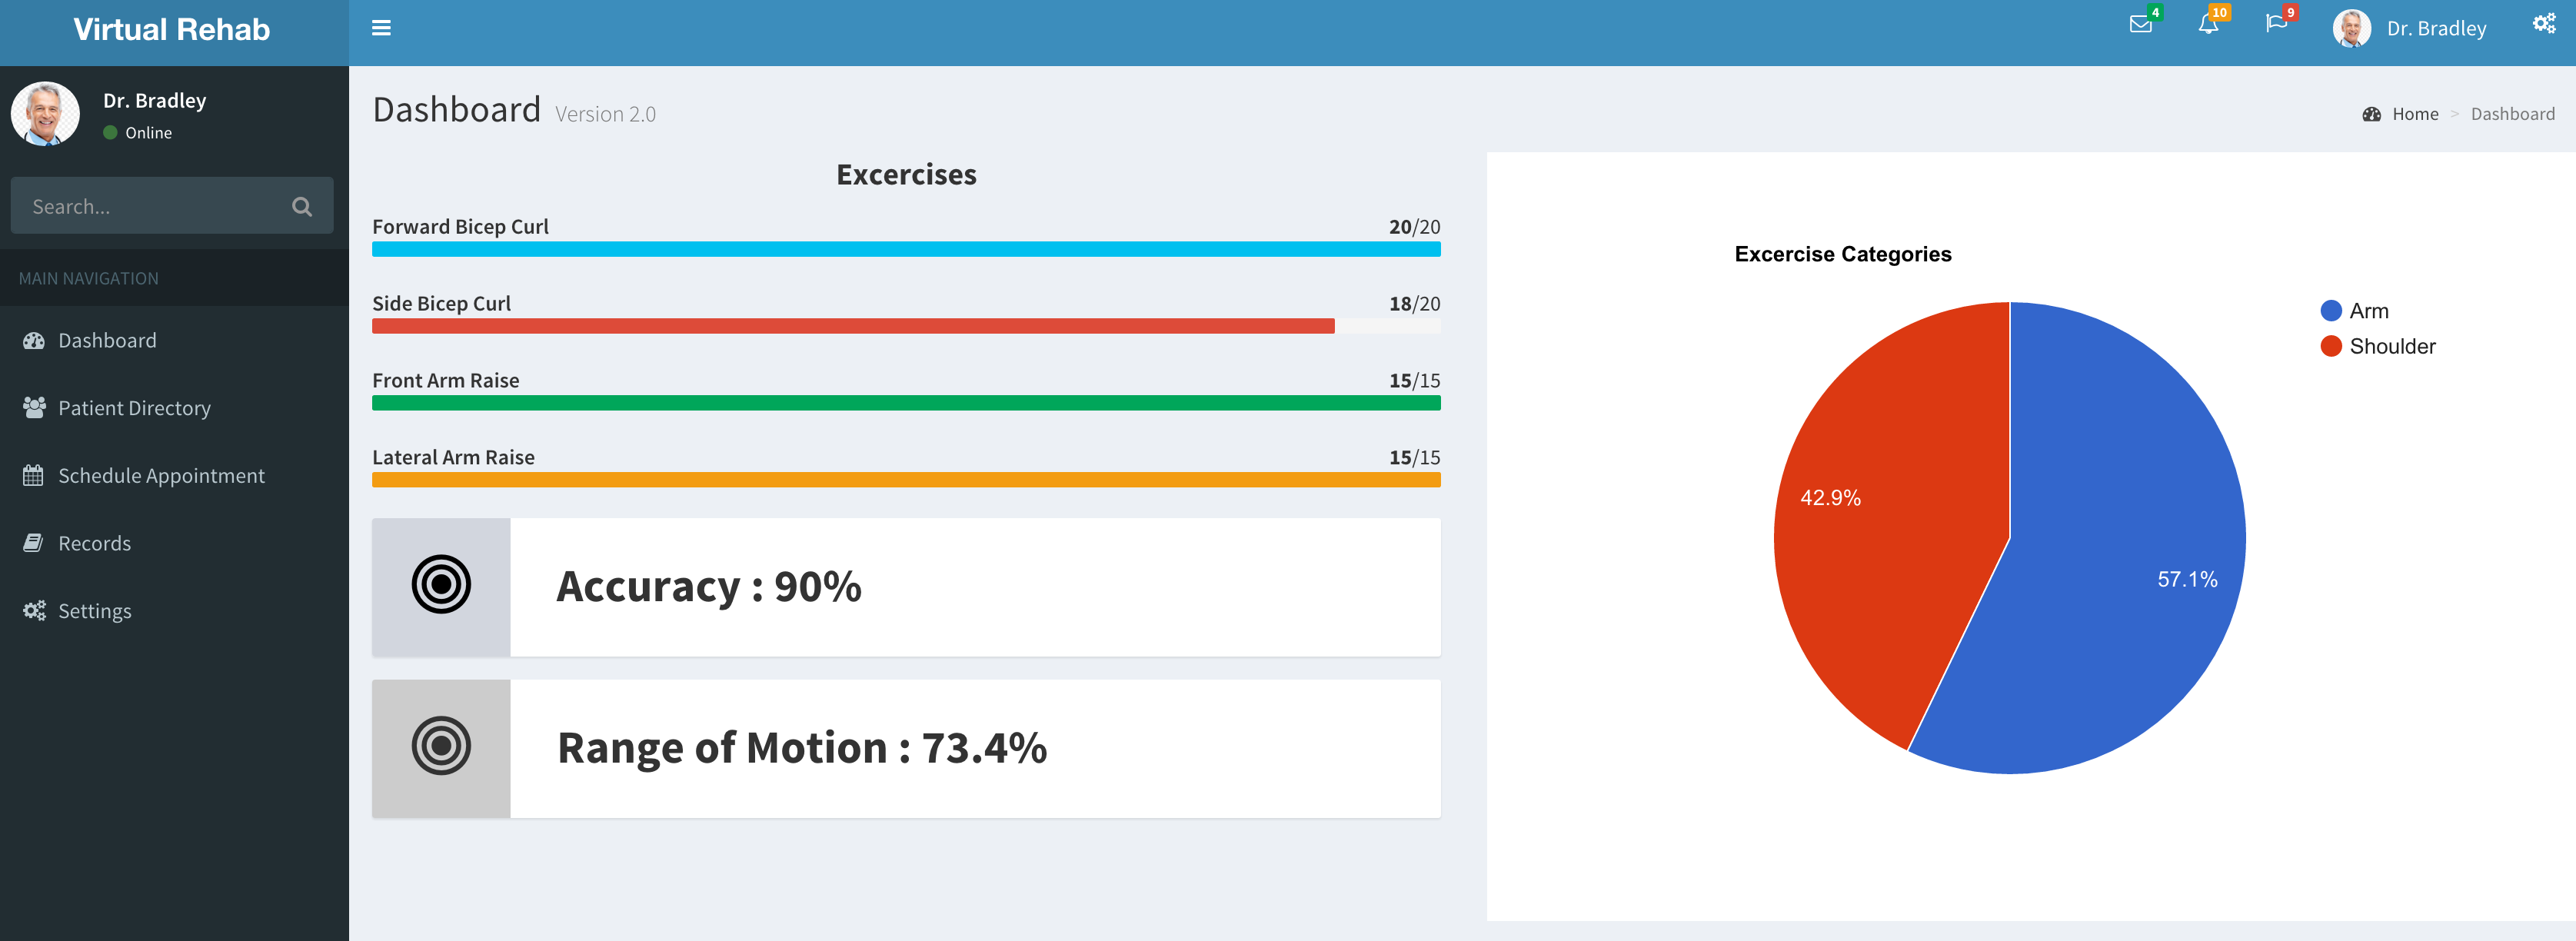 Virtual Rehab
4
10
9
Dr. Bradley
Dr. Bradley
Online
Search...
MAIN NAVIGATION
Dashboard
Patient Directory
Schedule Appointment
Records
Settings
Dashboard Version 2.0
Home > Dashboard
Excercises
Forward Bicep Curl 20/20
Side Bicep Curl 18/20
Front Arm Raise 15/15
Lateral Arm Raise 15/15
Accuracy : 90%
Range of Motion : 73.4%
Excercise Categories
Arm
Shoulder
42.9%
57.1%